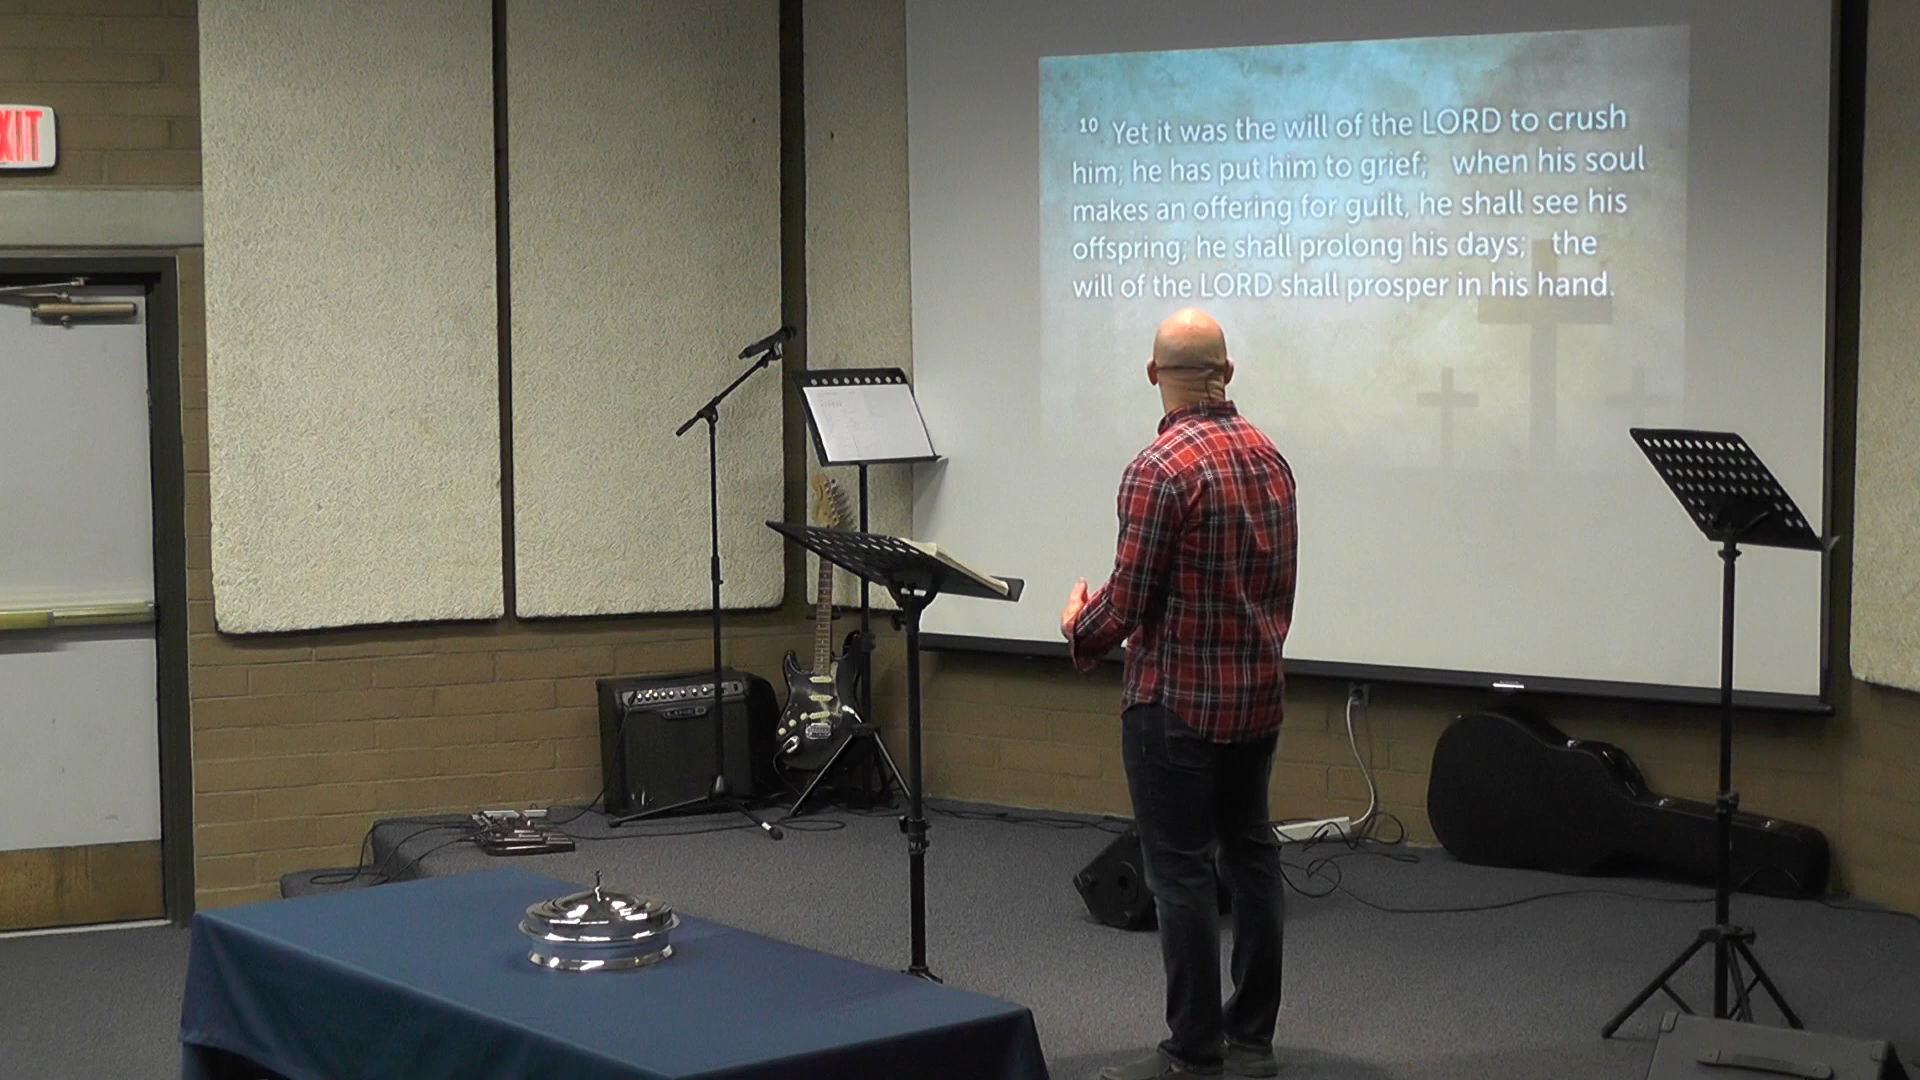 EXIT
10 Yet it was the will of the LORD to crush
him; he has put him to grief; when his soul
makes an offering for guilt, he shall see his
offspring; he shall prolong his days; the
will of the LORD shall prosper in his hand.